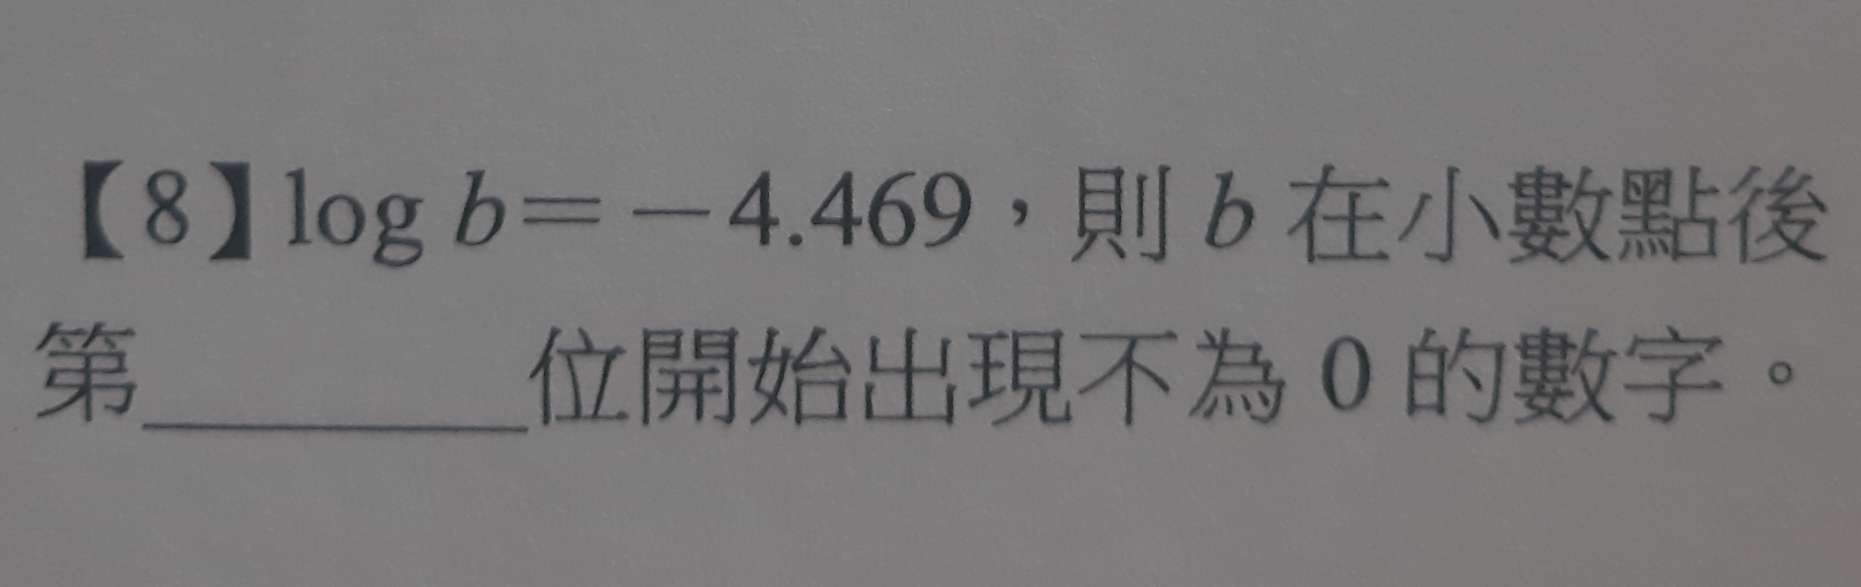 【8】log b=-4.469，則 b 在小數點後
第________位開始出現不為 0 的數字。